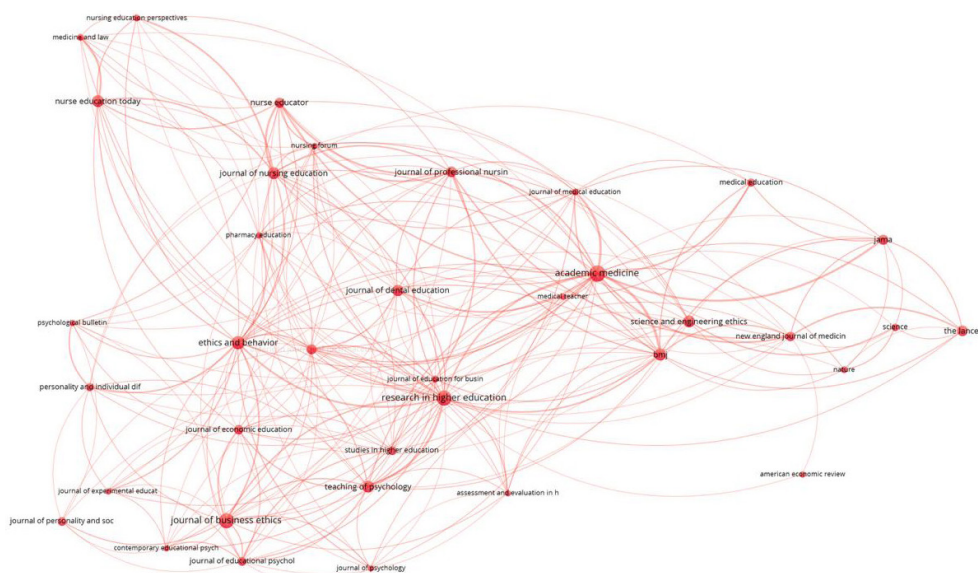 nursing education perspectives
medicine and law
nurse education today
nurse educator
nursing forum
journal of nursing education
journal of professional nursin
medical education
journal of medical education
pharmacy education
jama
academic medicine
journal of dental education
medical teacher
psychological bulletin
science and engineering ethics
science
the lance
new england journal of medicin
ethics and behavior
bmj
nature
journal of education for busin
personality and individual dif
research in higher education
journal of economic education
studies in higher education
american economic review
teaching of psychology
journal of experimental educat
assessment and evaluation in h
journal of personality and soc
journal of business ethics
contemporary educational psych
journal of educational psychol
journal of psychology